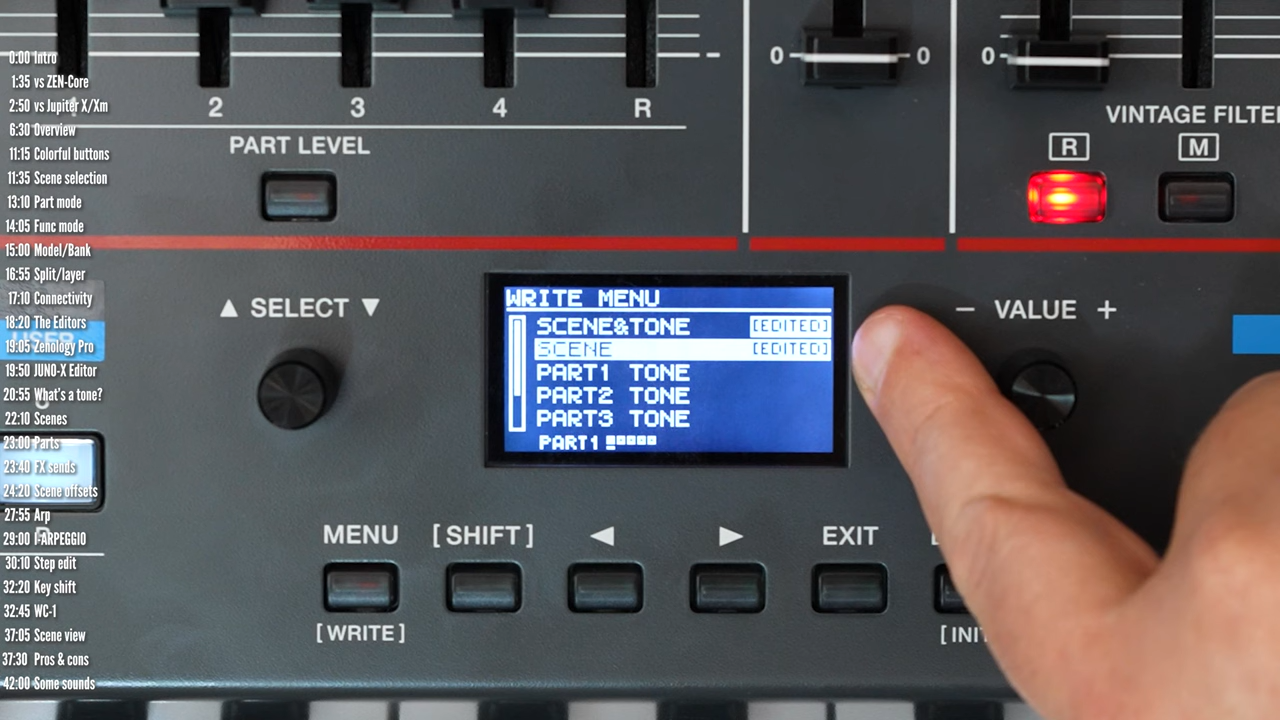 0:00 Intro
1:35 vs ZEN-Core
2:50 vs Jupiter X/Xm
6:30 Overview
11:15 Colorful buttons
11:35 Scene selection
13:10 Part mode
14:05 Func mode
15:00 Model/Bank
16:55 Split/layer
17:10 Connectivity
18:20 The Editors
19:05 Zenology Pro
19:50 JUNO-X Editor
20:55 What's a tone?
22:10 Scenes
23:00 Parts
23:40 FX sends
24:20 Scene offsets
27:55 Arp
29:00 I-ARPEGGIO
30:10 Step edit
32:20 Key shift
32:45 WC-1
37:05 Scene view
37:30 Pros & cons
42:00 Some sounds
2 3 4 R
PART LEVEL
0 0 0
VINTAGE FILTE
R M
▲ SELECT ▼
WRITE MENU
SCENE&TONE [EDITED]
SCENE [EDITED]
PART1 TONE
PART2 TONE
PART3 TONE
PART1
− VALUE +
MENU [SHIFT] ◀ ▶ EXIT
[WRITE] [INI